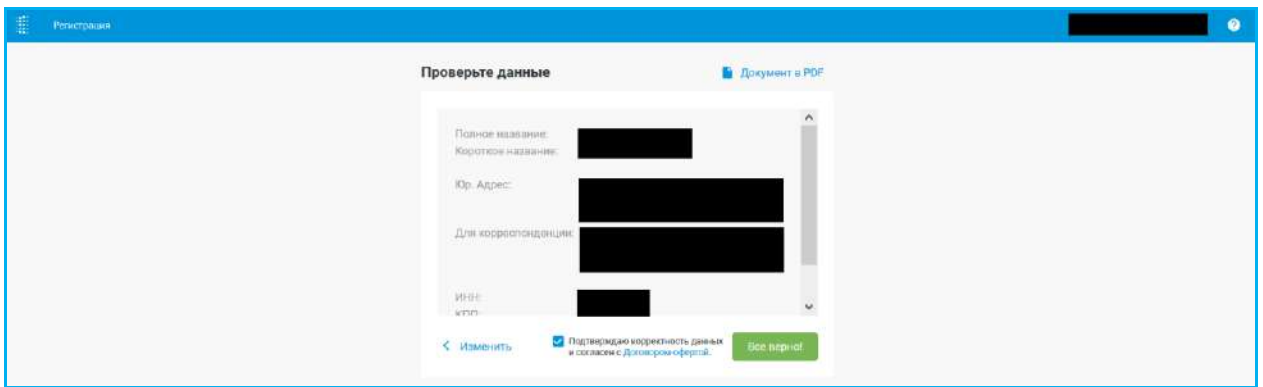 Регистрация
?
Проверьте данные
Документ в PDF
Полное название:
Короткое название:
Юр. Адрес:
Для корреспонденции:
ИНН:
КПП:
Изменить
Подтверждаю корректность данных
и согласен с Договором-офертой.
Все верно!